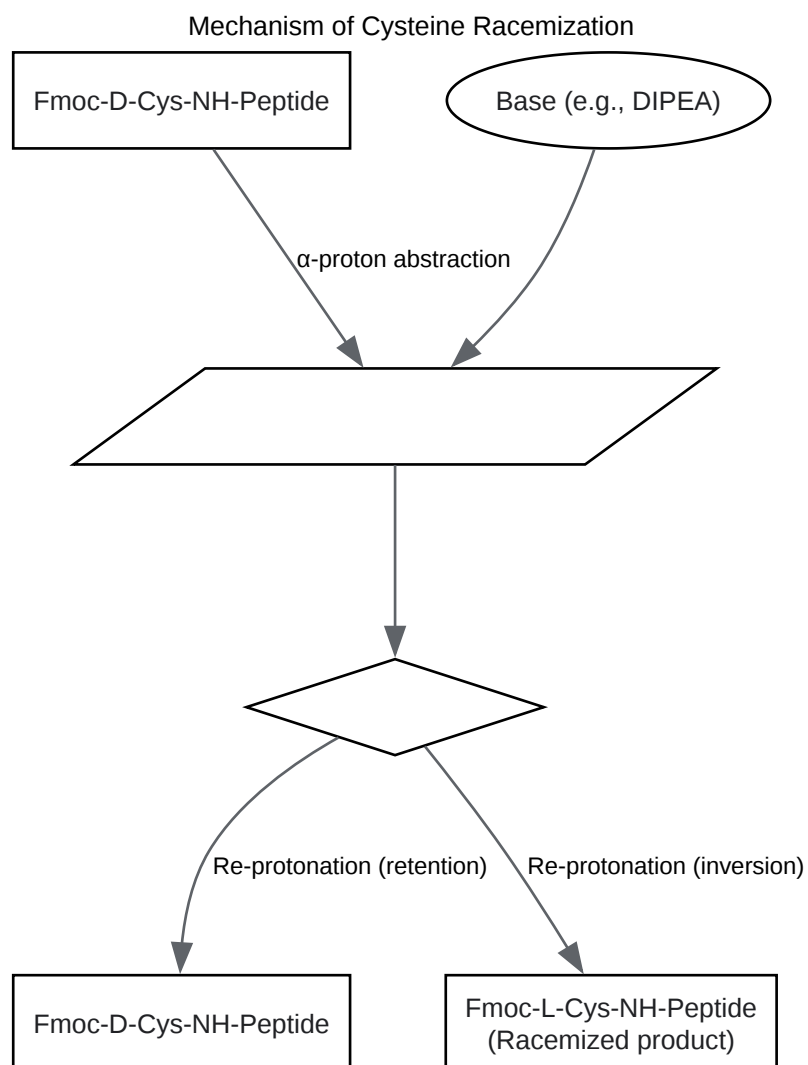 Mechanism of Cysteine Racemization
Fmoc-D-Cys-NH-Peptide
Base (e.g., DIPEA)
α-proton abstraction
Re-protonation (retention)
Re-protonation (inversion)
Fmoc-D-Cys-NH-Peptide
Fmoc-L-Cys-NH-Peptide
(Racemized product)